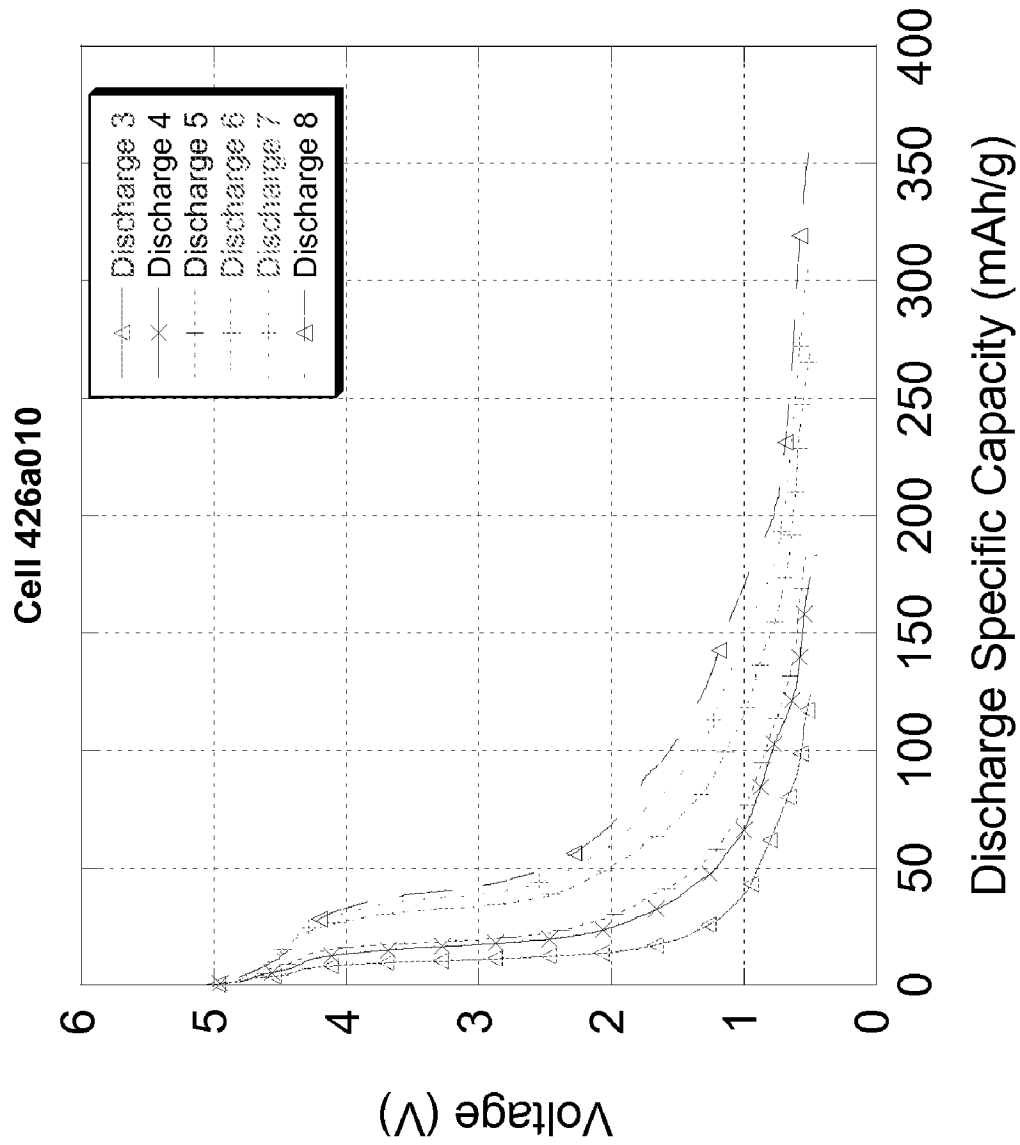 Cell 426a010
Discharge 3
Discharge 4
Discharge 5
Discharge 6
Discharge 7
Discharge 8
Voltage (V)
6
5
4
3
2
1
0
0
50
100
150
200
250
300
350
400
Discharge Specific Capacity (mAh/g)